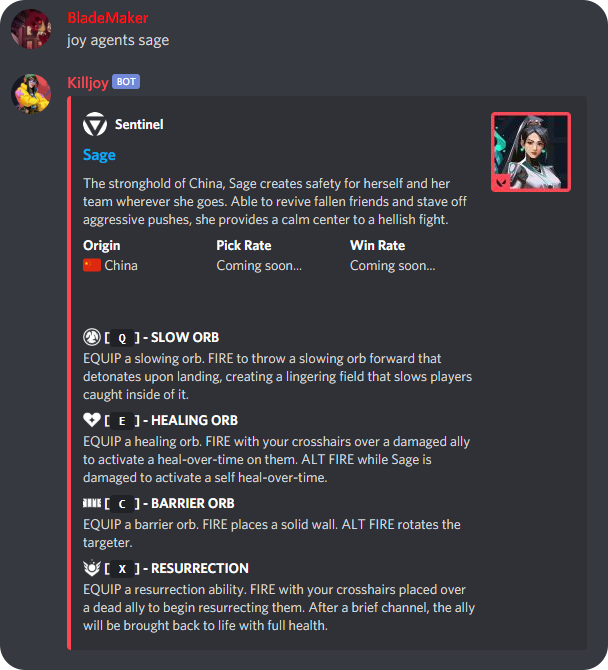 BladeMaker
joy agents sage
Killjoy BOT
Sentinel
Sage
The stronghold of China, Sage creates safety for herself and her
team wherever she goes. Able to revive fallen friends and stave off
aggressive pushes, she provides a calm center to a hellish fight.
Origin Pick Rate Win Rate
China Coming soon... Coming soon...
[ Q ] - SLOW ORB
EQUIP a slowing orb. FIRE to throw a slowing orb forward that
detonates upon landing, creating a lingering field that slows players
caught inside of it.
[ E ] - HEALING ORB
EQUIP a healing orb. FIRE with your crosshairs over a damaged ally
to activate a heal-over-time on them. ALT FIRE while Sage is
damaged to activate a self heal-over-time.
[ C ] - BARRIER ORB
EQUIP a barrier orb. FIRE places a solid wall. ALT FIRE rotates the
targeter.
[ X ] - RESURRECTION
EQUIP a resurrection ability. FIRE with your crosshairs placed over
a dead ally to begin resurrecting them. After a brief channel, the ally
will be brought back to life with full health.